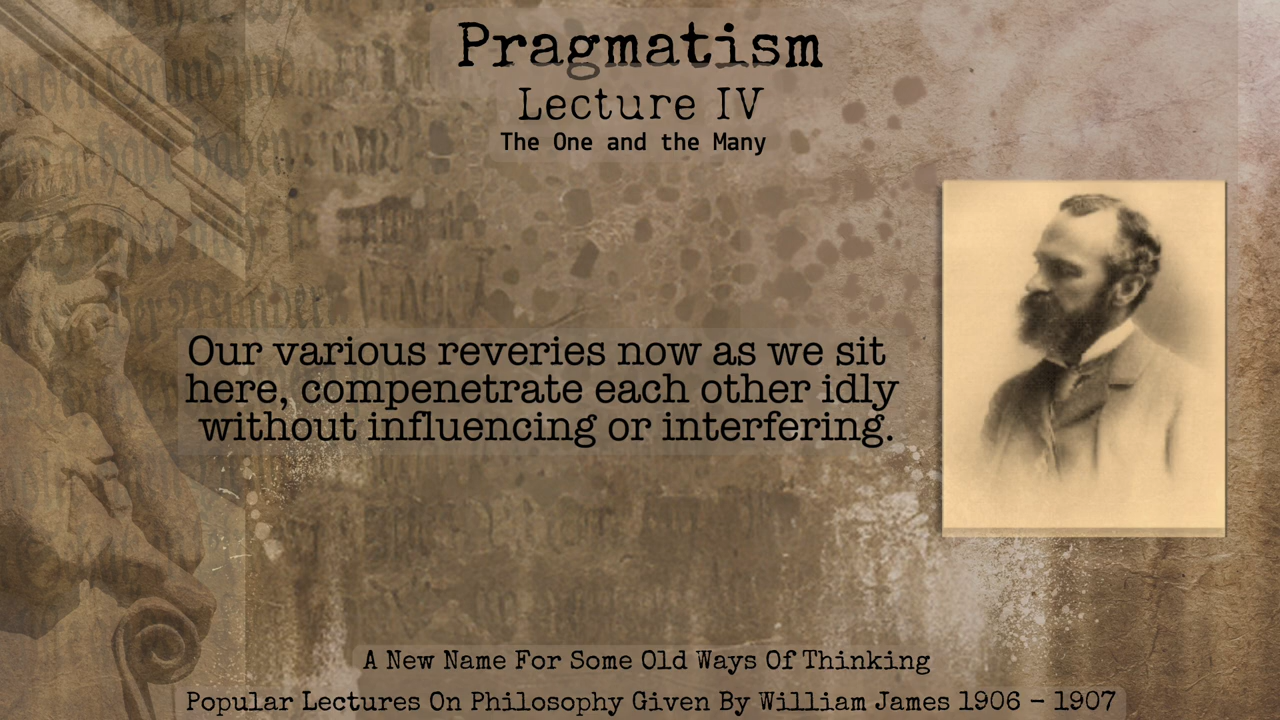 Pragmatism
Lecture IV
The One and the Many
Our various reveries now as we sit
here, compenetrate each other idly
without influencing or interfering.
A New Name For Some Old Ways Of Thinking
Popular Lectures On Philosophy Given By William James 1906 – 1907